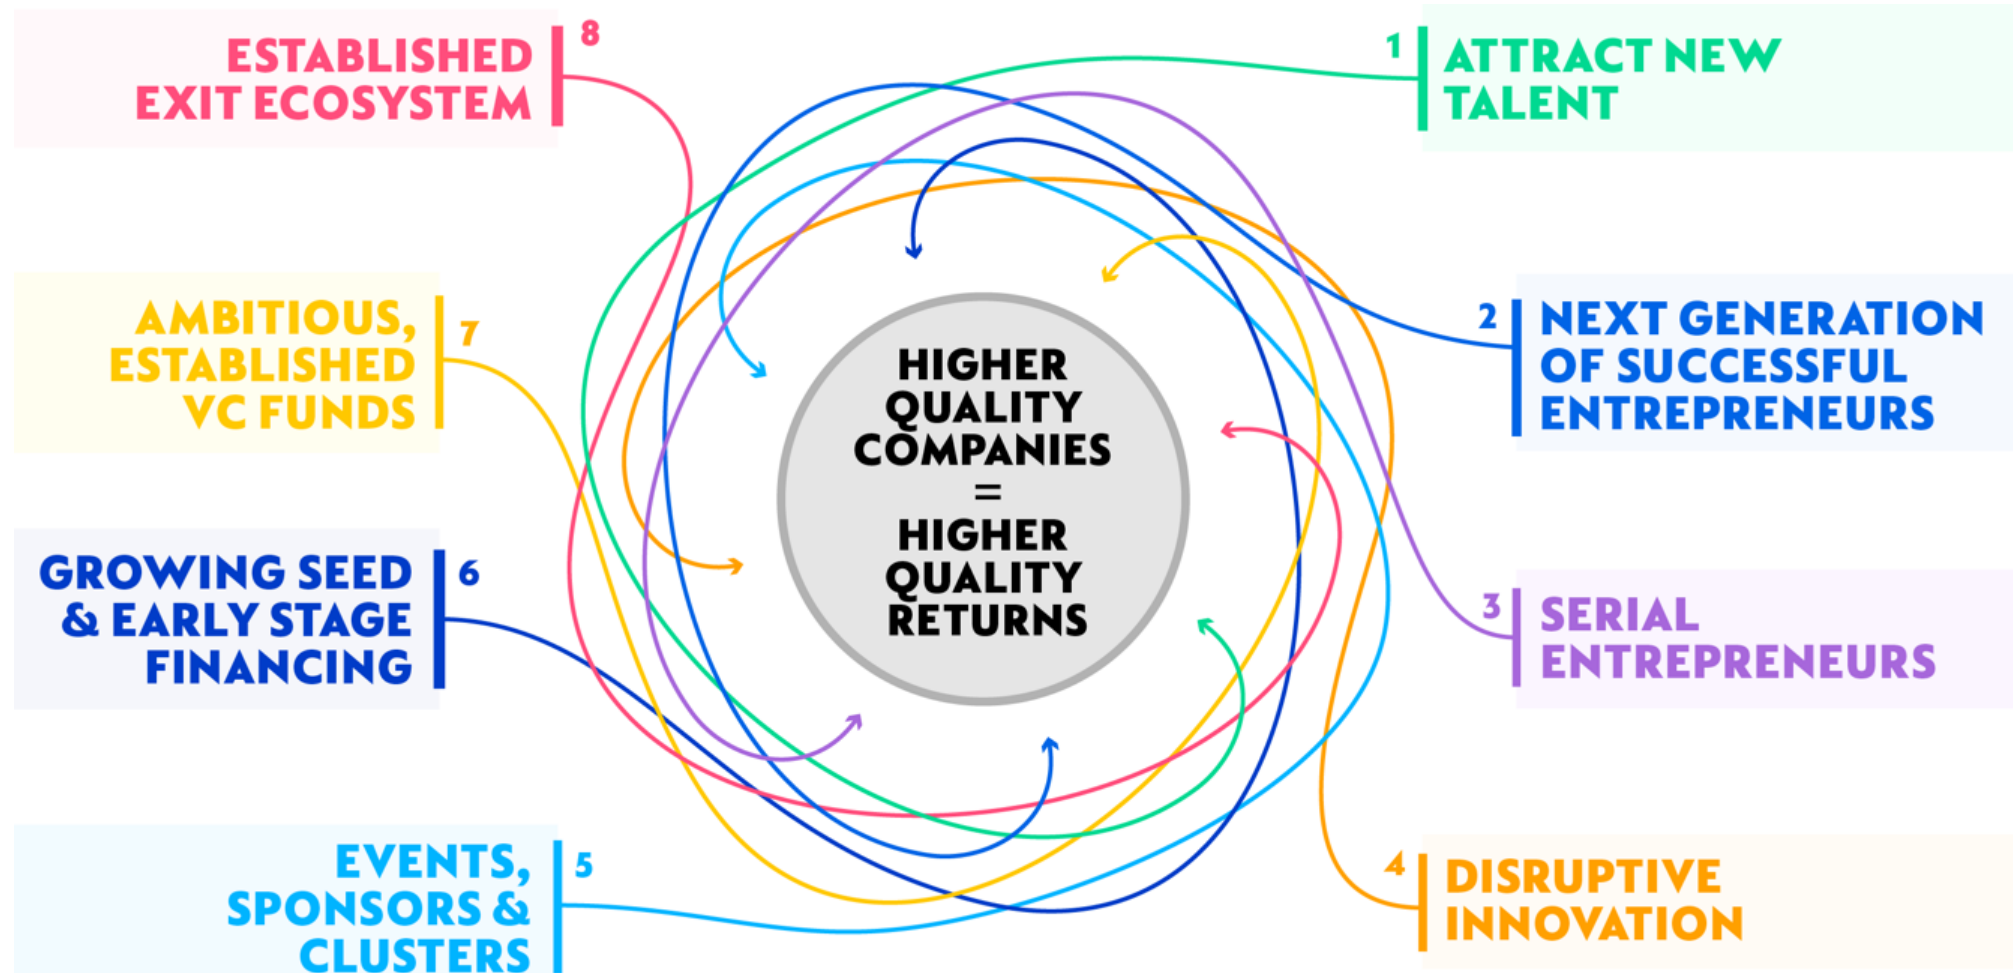 8
ESTABLISHED
EXIT ECOSYSTEM
1
ATTRACT NEW
TALENT
AMBITIOUS,
ESTABLISHED
VC FUNDS
7
2
NEXT GENERATION
OF SUCCESSFUL
ENTREPRENEURS
HIGHER
QUALITY
COMPANIES
=
HIGHER
QUALITY
RETURNS
GROWING SEED
& EARLY STAGE
FINANCING
6
3
SERIAL
ENTREPRENEURS
EVENTS,
SPONSORS &
CLUSTERS
5
4
DISRUPTIVE
INNOVATION